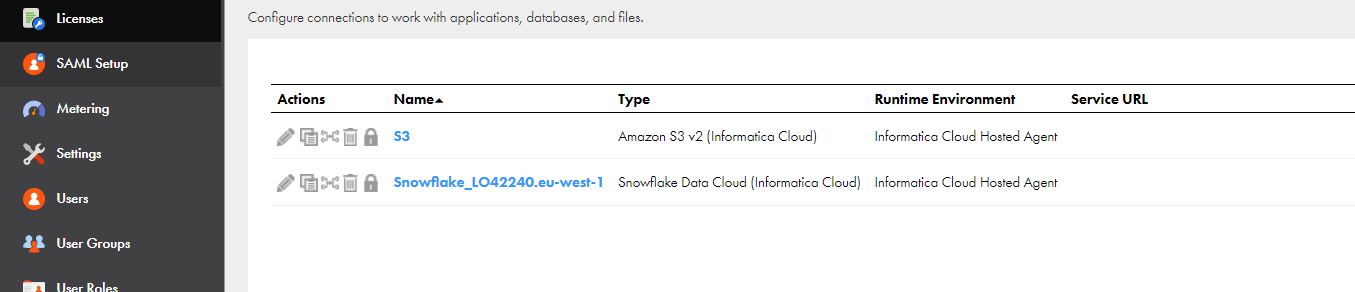 Licenses
SAML Setup
Metering
Settings
Users
User Groups
User Roles
Configure connections to work with applications, databases, and files.
Actions Name Type Runtime Environment Service URL
S3 Amazon S3 v2 (Informatica Cloud) Informatica Cloud Hosted Agent
Snowflake_LO42240.eu-west-1 Snowflake Data Cloud (Informatica Cloud) Informatica Cloud Hosted Agent